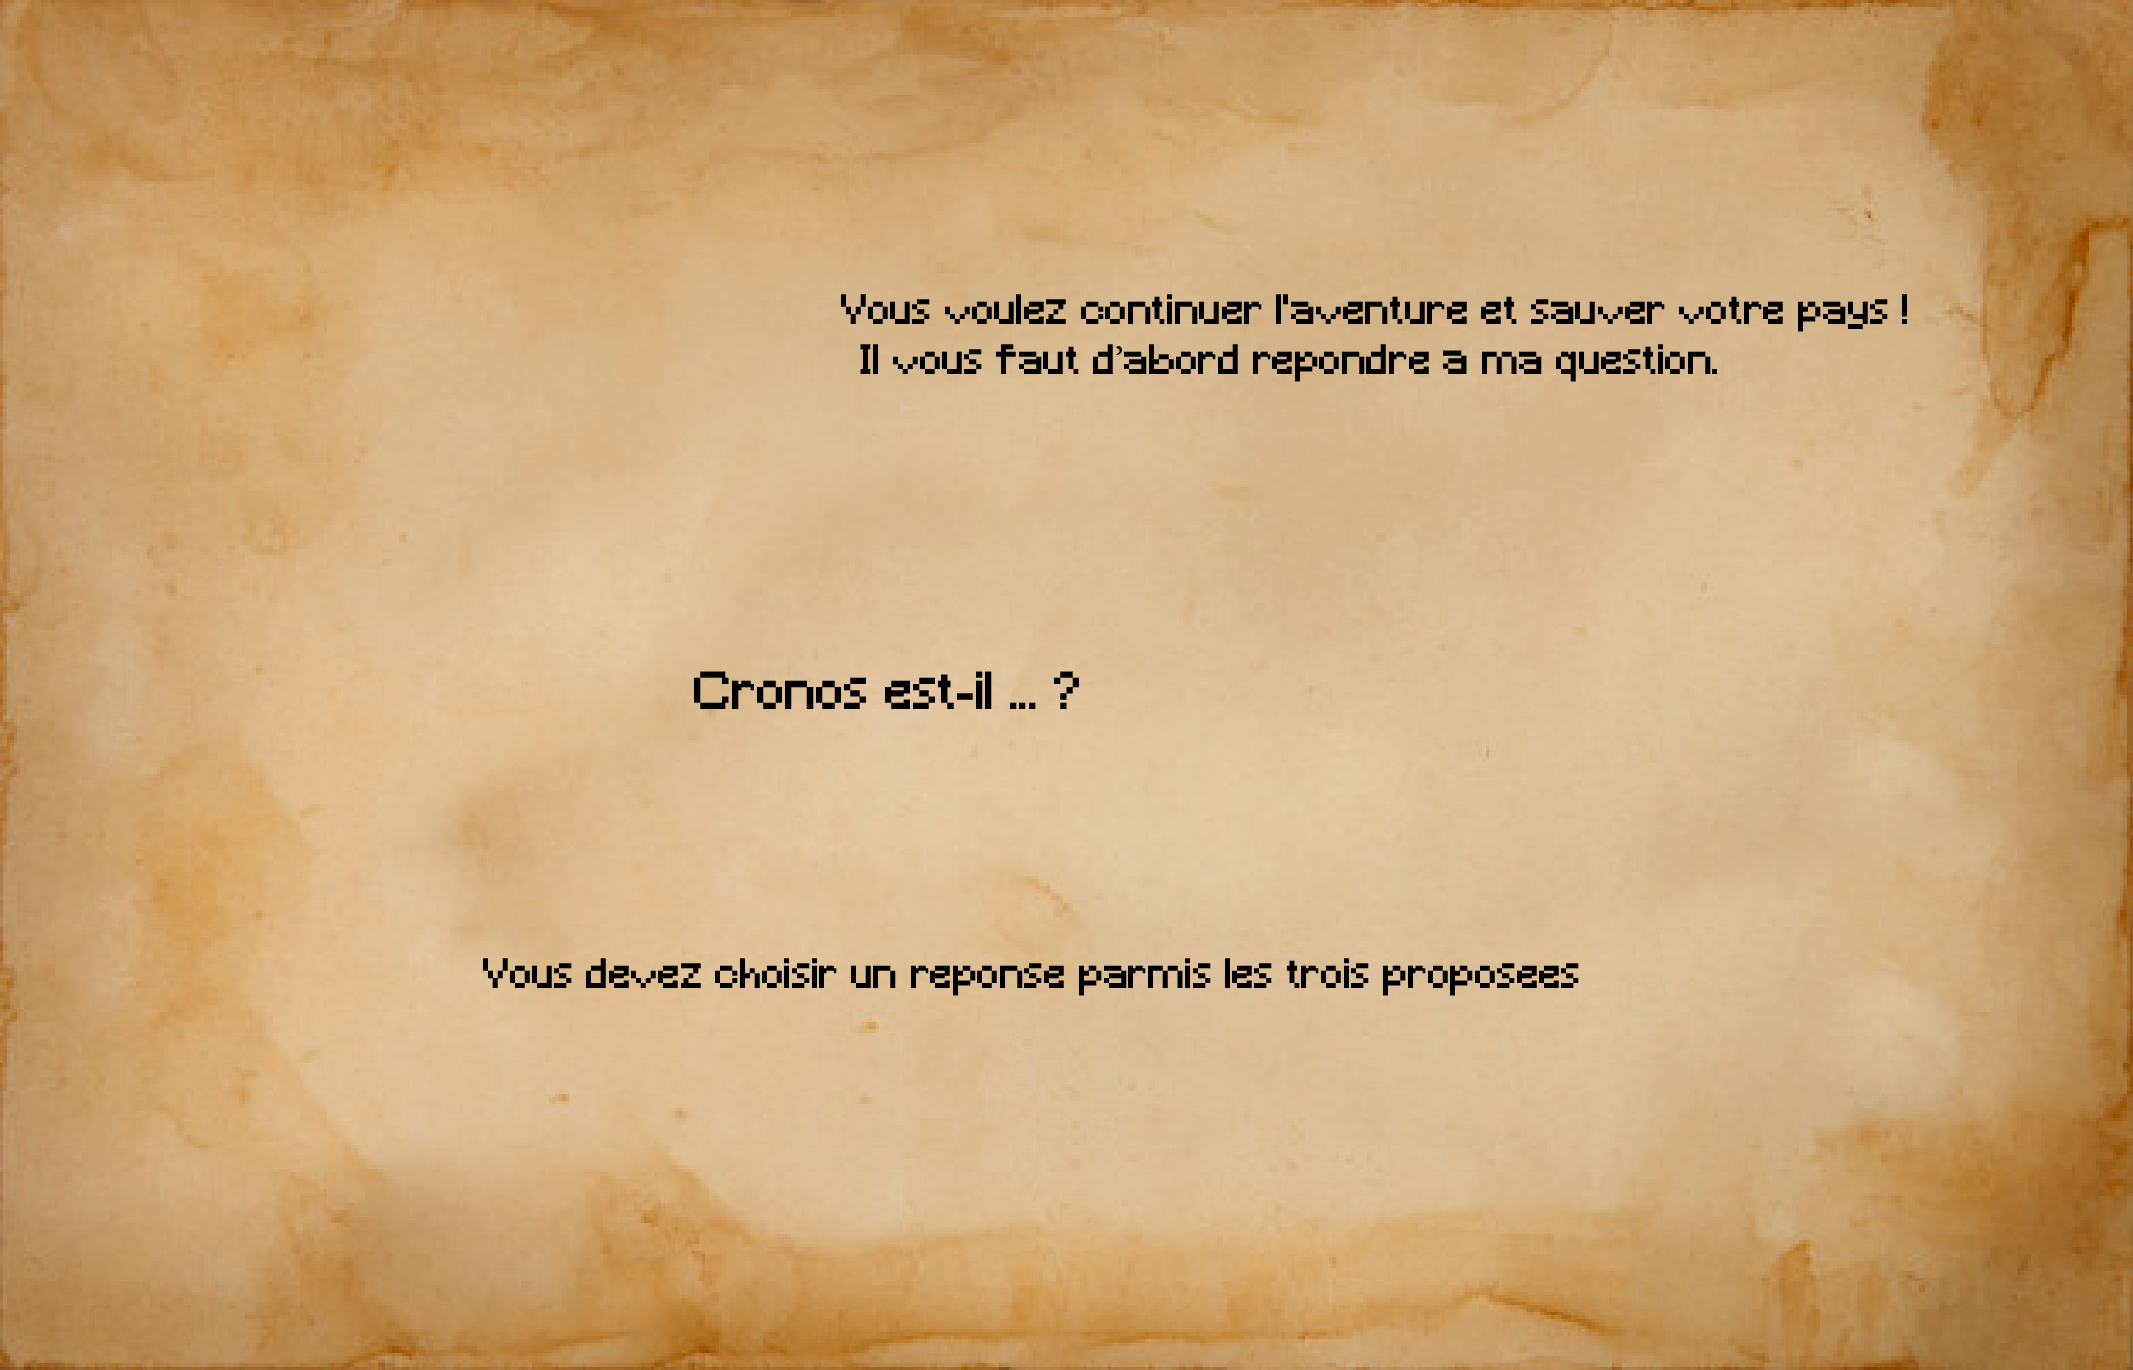 Vous voulez continuer l'aventure et sauver votre pays !
Il vous faut d'abord repondre a ma question.
Cronos est-il ... ?
Vous devez choisir un reponse parmis les trois proposees